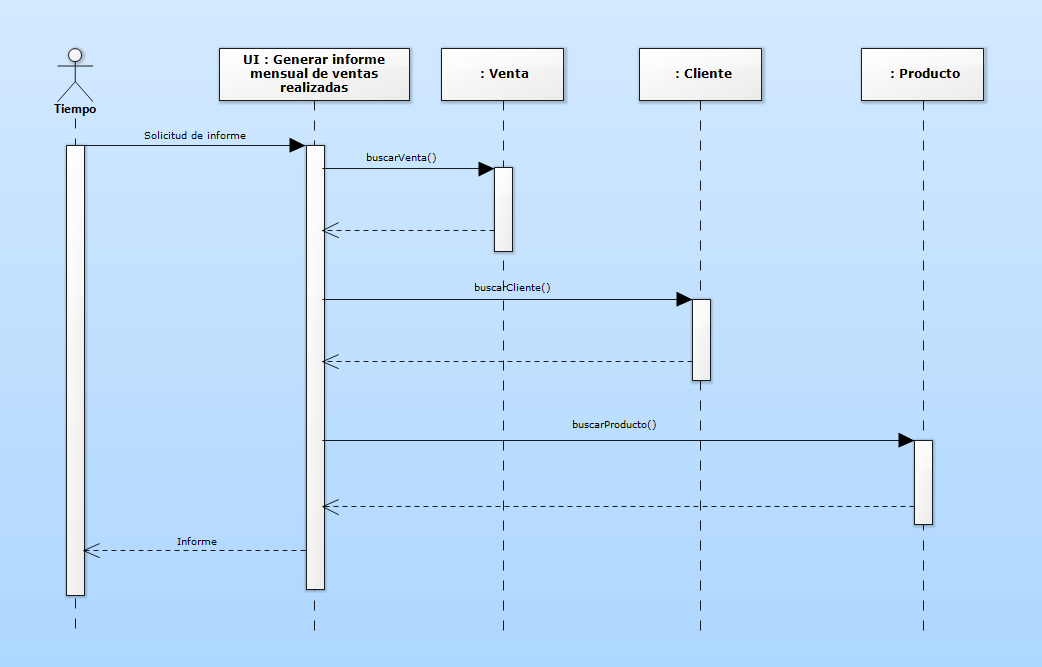 UI : Generar informe
mensual de ventas
realizadas
: Venta
: Cliente
: Producto
Tiempo
Solicitud de informe
buscarVenta()
buscarCliente()
buscarProducto()
Informe